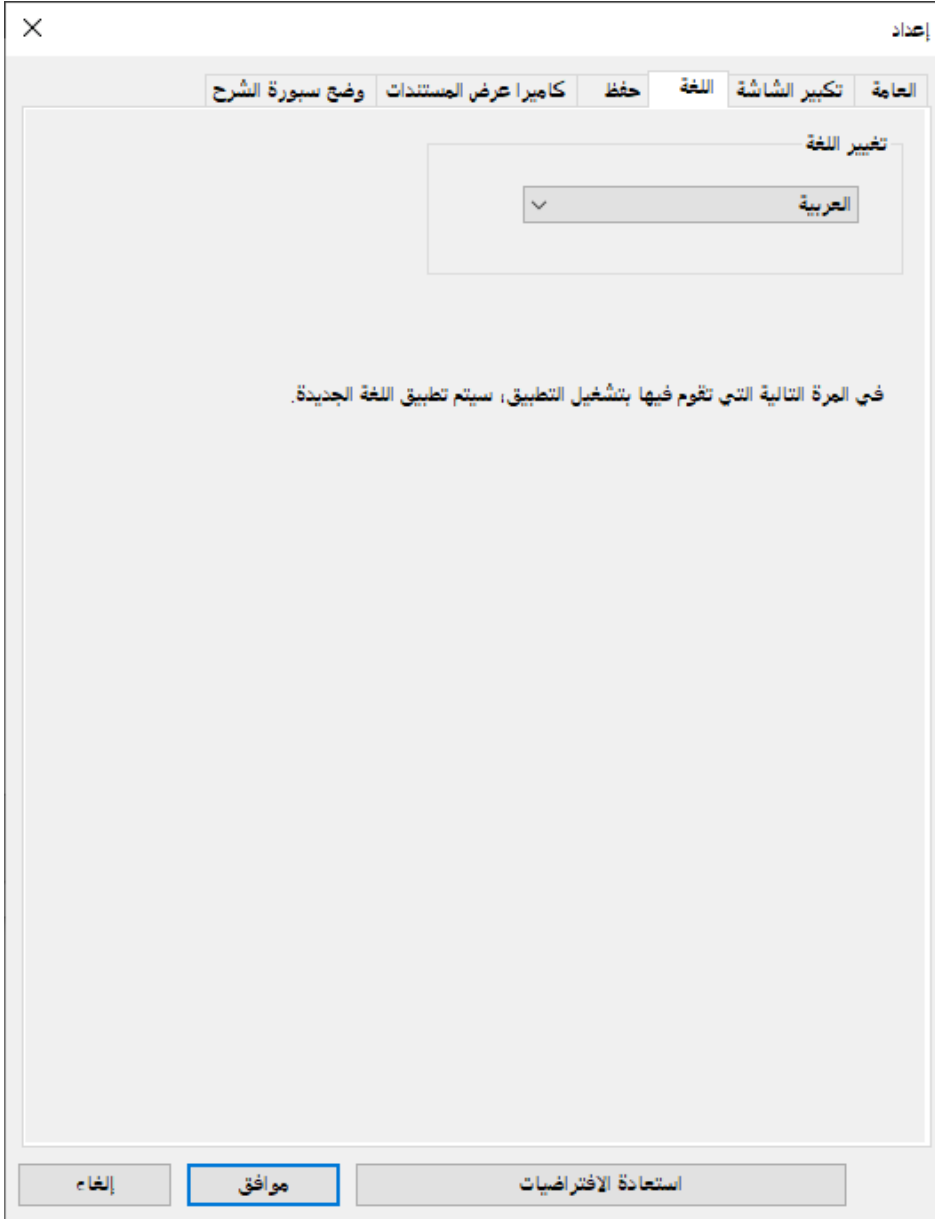 إعداد
العامة تكبير الشاشة اللغة حفظ كاميرا عرض المستندات وضع سبورة الشرح
تغيير اللغة
العربية
في المرة التالية التي تقوم فيها بتشغيل التطبيق، سيتم تطبيق اللغة الجديدة.
استعادة الافتراضيات موافق إلغاء